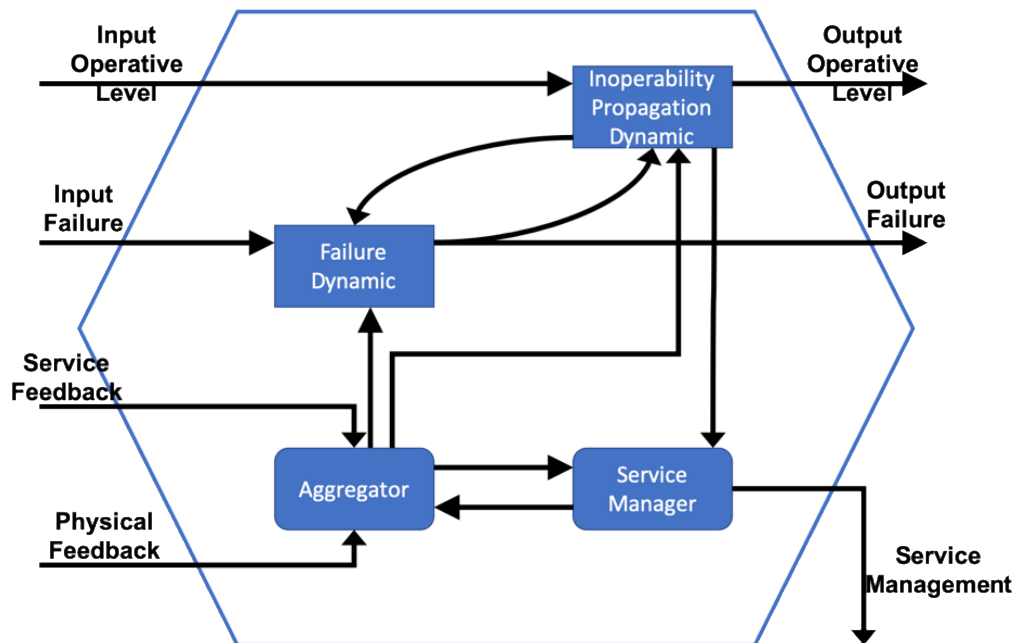 Input
Operative
Level
Inoperability
Propagation
Dynamic
Output
Operative
Level
Input
Failure
Failure
Dynamic
Output
Failure
Service
Feedback
Aggregator
Service
Manager
Physical
Feedback
Service
Management